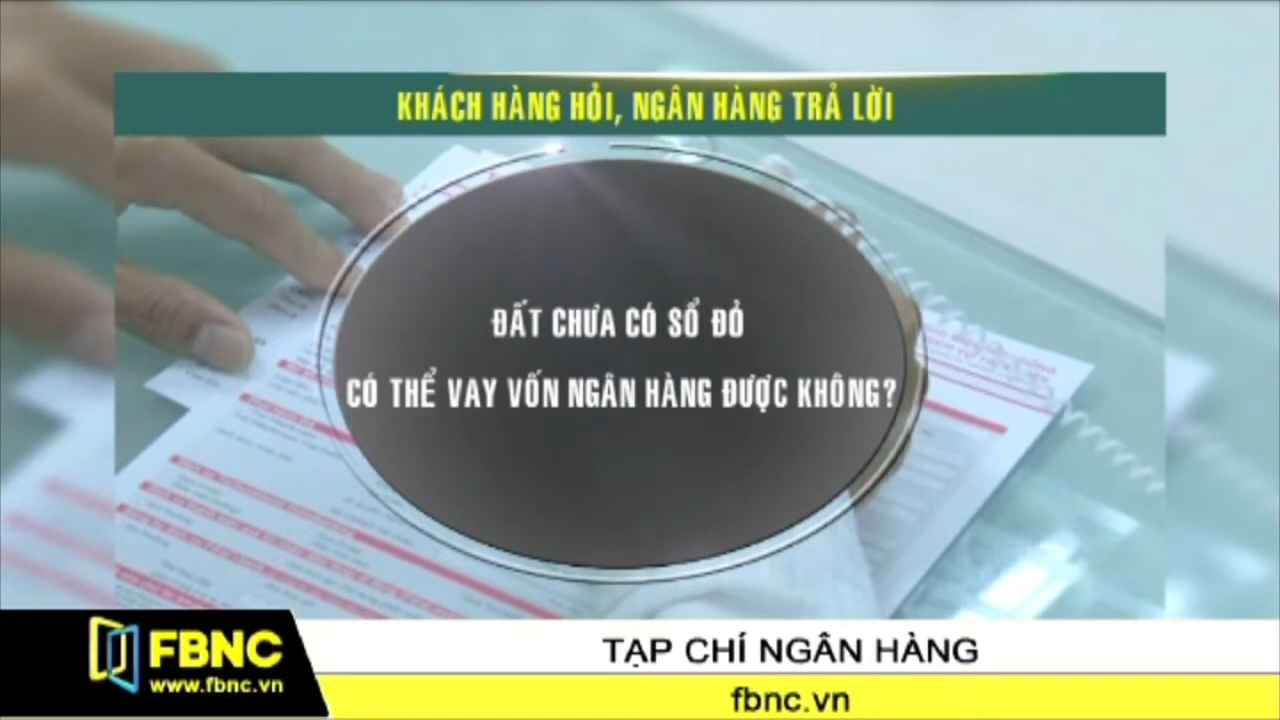 KHÁCH HÀNG HỎI, NGÂN HÀNG TRẢ LỜI
ĐẤT CHƯA CÓ SỔ ĐỎ
CÓ THỂ VAY VỐN NGÂN HÀNG ĐƯỢC KHÔNG?
FBNC
www.fbnc.vn
TẠP CHÍ NGÂN HÀNG
fbnc.vn